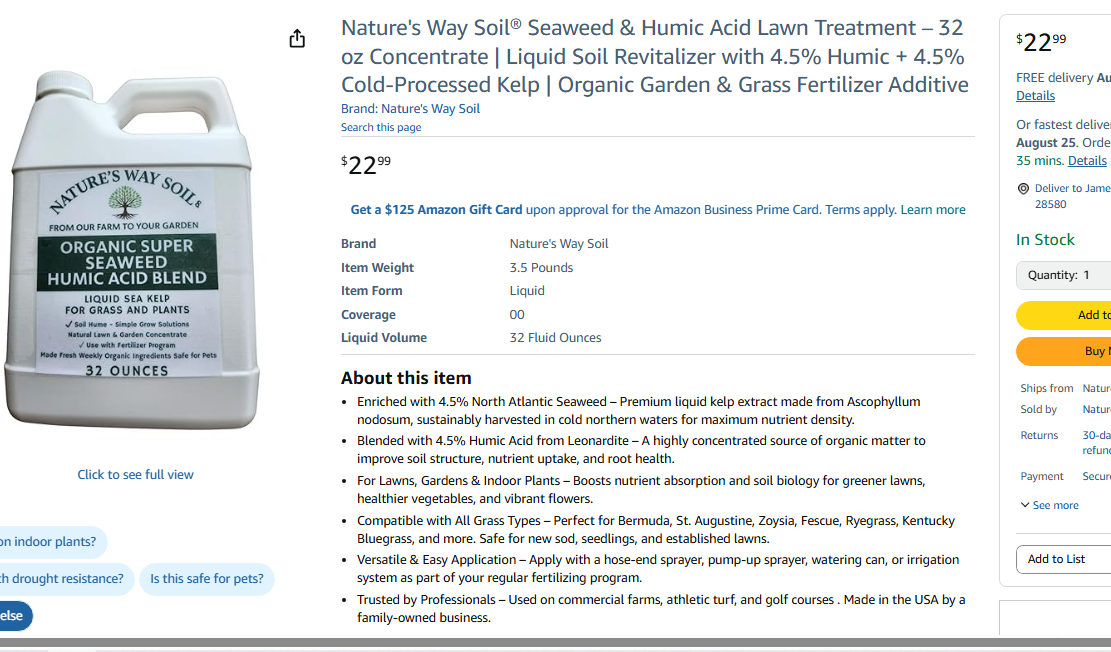 Nature's Way Soil® Seaweed & Humic Acid Lawn Treatment – 32
oz Concentrate | Liquid Soil Revitalizer with 4.5% Humic + 4.5%
Cold-Processed Kelp | Organic Garden & Grass Fertilizer Additive
Brand: Nature's Way Soil
Search this page
$22 99
Get a $125 Amazon Gift Card upon approval for the Amazon Business Prime Card. Terms apply. Learn more
Brand Nature's Way Soil
Item Weight 3.5 Pounds
Item Form Liquid
Coverage 00
Liquid Volume 32 Fluid Ounces
About this item
• Enriched with 4.5% North Atlantic Seaweed – Premium liquid kelp extract made from Ascophyllum
nodosum, sustainably harvested in cold northern waters for maximum nutrient density.
• Blended with 4.5% Humic Acid from Leonardite – A highly concentrated source of organic matter to
improve soil structure, nutrient uptake, and root health.
• For Lawns, Gardens & Indoor Plants – Boosts nutrient absorption and soil biology for greener lawns,
healthier vegetables, and vibrant flowers.
• Compatible with All Grass Types – Perfect for Bermuda, St. Augustine, Zoysia, Fescue, Ryegrass, Kentucky
Bluegrass, and more. Safe for new sod, seedlings, and established lawns.
• Versatile & Easy Application – Apply with a hose-end sprayer, pump-up sprayer, watering can, or irrigation
system as part of your regular fertilizing program.
• Trusted by Professionals – Used on commercial farms, athletic turf, and golf courses . Made in the USA by a
family-owned business.
NATURE'S WAY SOIL®
FROM OUR FARM TO YOUR GARDEN
ORGANIC SUPER
SEAWEED
HUMIC ACID BLEND
LIQUID SEA KELP
FOR GRASS AND PLANTS
✓ Soil Hume - Simple Grow Solutions
Natural Lawn & Garden Concentrate
✓ Use with Fertilizer Program
Made Fresh Weekly Organic Ingredients Safe for Pets
32 OUNCES
Click to see full view
on indoor plants?
h drought resistance?
Is this safe for pets?
else
$22 99
FREE delivery Au
Details
Or fastest delive
August 25. Orde
35 mins. Details
Deliver to Jame
28580
In Stock
Quantity: 1
Add to
Buy
Ships from Natur
Sold by Natur
Returns 30-da
refun
Payment Secur
See more
Add to List